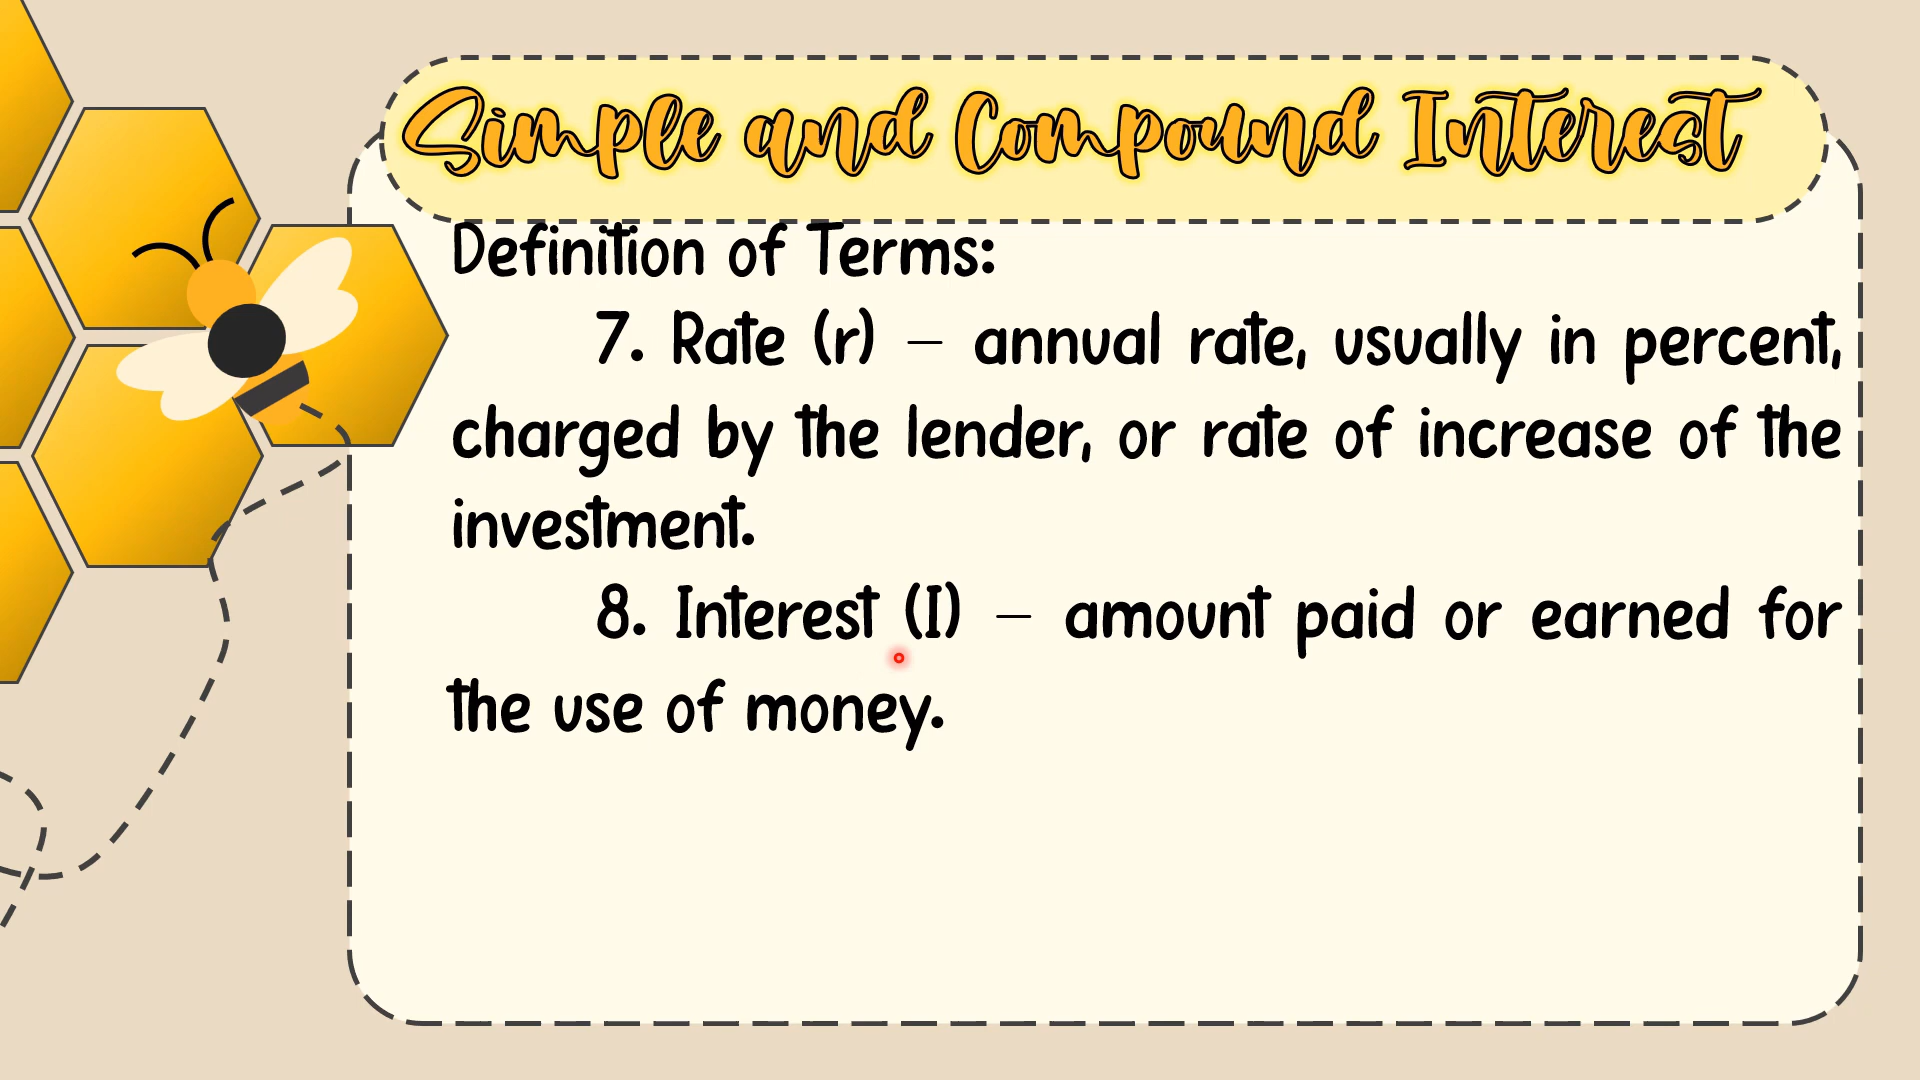 Simple and Compound Interest
Definition of Terms:
7. Rate (r) – annual rate, usually in percent,
charged by the lender, or rate of increase of the
investment.
8. Interest (I) – amount paid or earned for
the use of money.